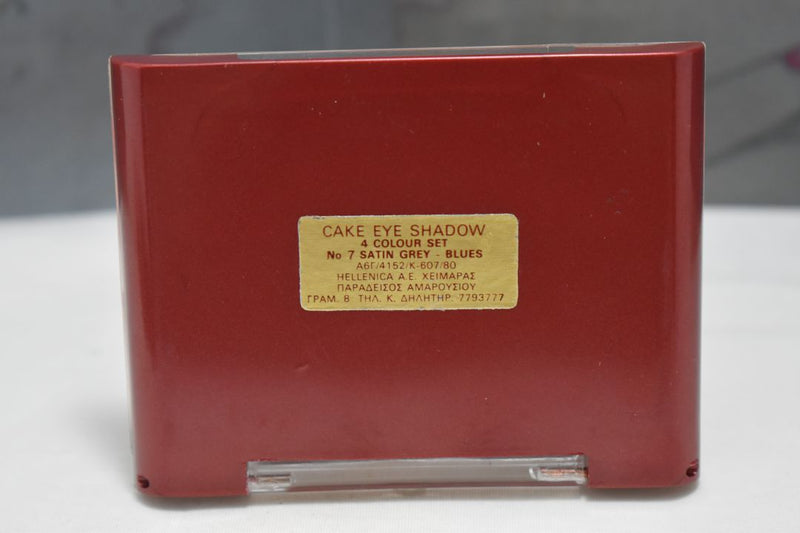 CAKE EYE SHADOW
4 COLOUR SET
No 7 SATIN GREY - BLUES
Α6Γ/4152/Κ-607/80
HELLENICA A.E. ΧΕΙΜΑΡΑΣ
ΠΑΡΑΔΕΙΣΟΣ ΑΜΑΡΟΥΣΙΟΥ
ΓΡΑΜ. 8 ΤΗΛ. Κ. ΔΗΛΗΤΗΡ. 7793777